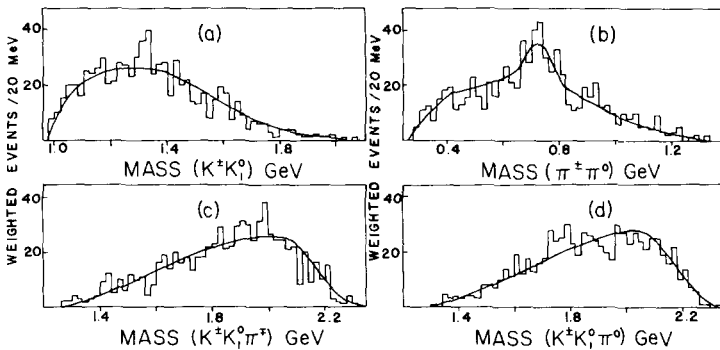 (a)
WEIGHTED EVENTS/20 MeV
40
20
1.0
1.4
1.8
MASS (K±K₁⁰) GeV
(b)
WEIGHTED EVENTS/20 MeV
40
20
0.4
0.8
1.2
MASS (π±π⁰) GeV
(c)
40
20
1.4
1.8
2.2
MASS (K±K₁⁰π∓) GeV
(d)
40
20
1.4
1.8
2.2
MASS (K±K₁⁰π⁰) GeV